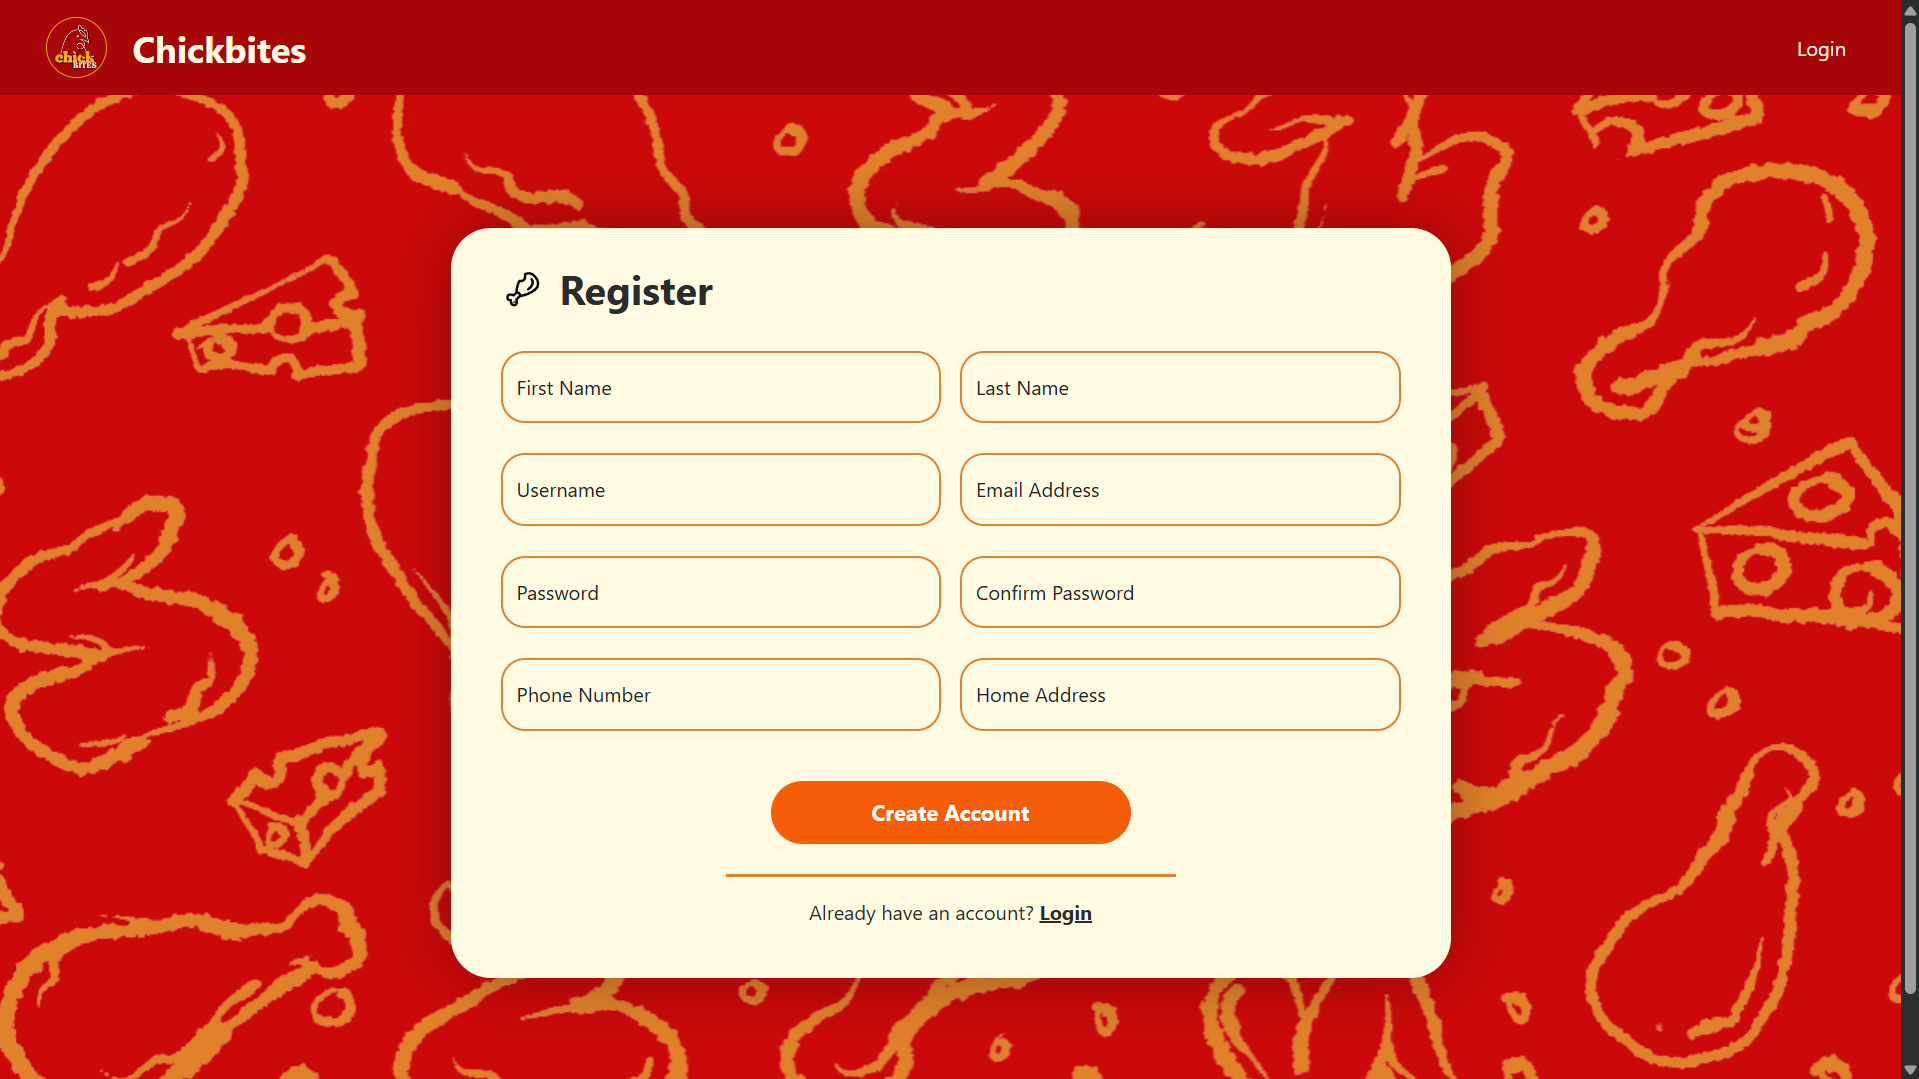 chick
BITES
Chickbites
Login
Register
First Name
Last Name
Username
Email Address
Password
Confirm Password
Phone Number
Home Address
Create Account
Already have an account? Login